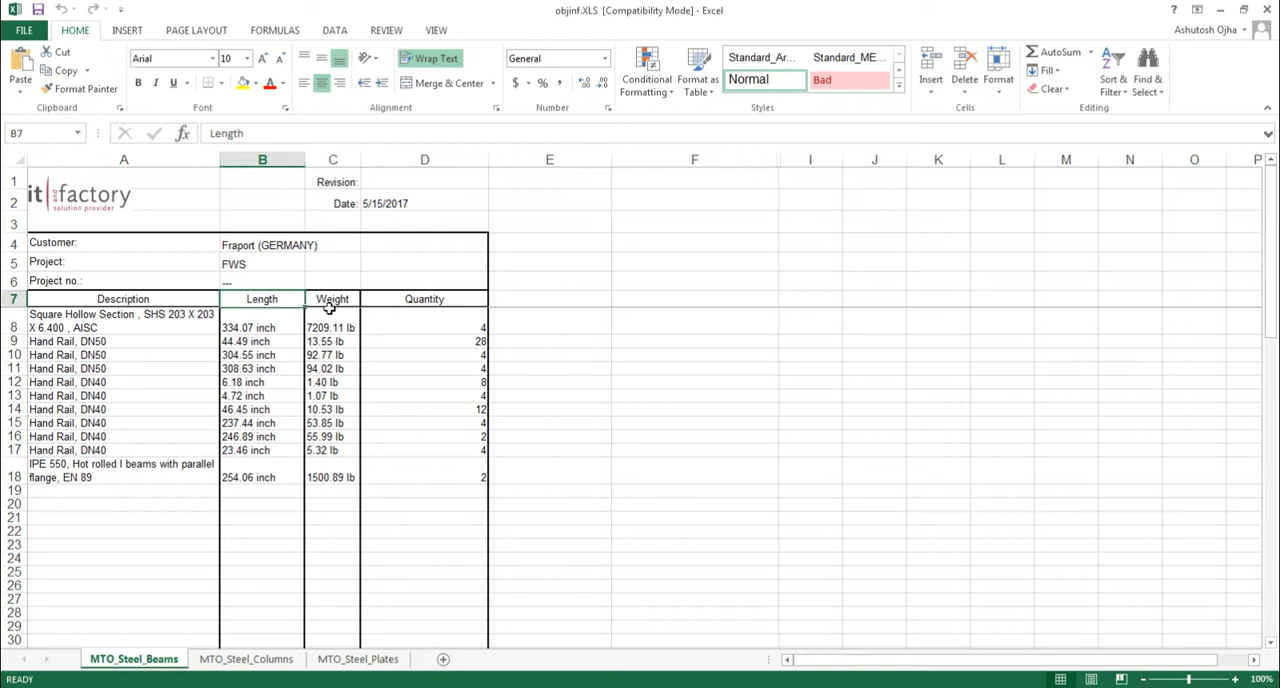 objinf.XLS [Compatibility Mode] - Excel
FILE HOME INSERT PAGE LAYOUT FORMULAS DATA REVIEW VIEW Ashutosh Ojha
Paste Cut Copy Format Painter
Clipboard
Arial 10 B I U A A A
Font
Wrap Text
Merge & Center
Alignment
General
$ % ,
Number
Conditional Formatting Format as Table
Standard_Ar... Standard_ME...
Normal Bad
Styles
Insert Delete Format
Cells
AutoSum
Fill
Clear
Sort & Filter Find & Select
Editing
B7 fx Length
A B C D E F I J K L M N O P
1 Revision:
2 Date: 5/15/2017
it and factory
solution provider
3
4 Customer: Fraport (GERMANY)
5 Project: FWS
6 Project no.: ---
7 Description Length Weight Quantity
Square Hollow Section , SHS 203 X 203
8 X 6.400 , AISC 334.07 inch 7209.11 lb 4
9 Hand Rail, DN50 44.49 inch 13.55 lb 28
10 Hand Rail, DN50 304.55 inch 92.77 lb 4
11 Hand Rail, DN50 308.63 inch 94.02 lb 4
12 Hand Rail, DN40 6.18 inch 1.40 lb 8
13 Hand Rail, DN40 4.72 inch 1.07 lb 4
14 Hand Rail, DN40 46.45 inch 10.53 lb 12
15 Hand Rail, DN40 237.44 inch 53.85 lb 4
16 Hand Rail, DN40 246.89 inch 55.99 lb 2
17 Hand Rail, DN40 23.46 inch 5.32 lb 4
IPE 550, Hot rolled I beams with parallel
18 flange, EN 89 254.06 inch 1500.89 lb 2
19
20
21
22
23
24
25
26
27
28
29
30
MTO_Steel_Beams MTO_Steel_Columns MTO_Steel_Plates
READY 100%